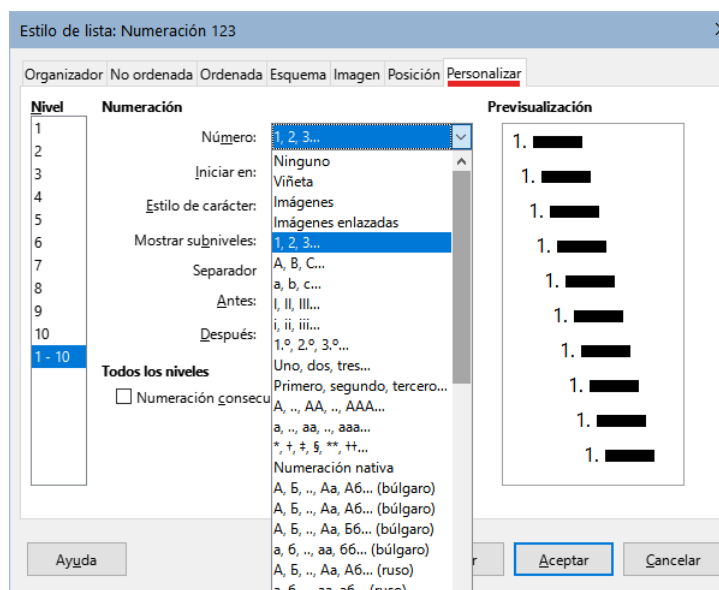 Estilo de lista: Numeración 123
Organizador No ordenada Ordenada Esquema Imagen Posición Personalizar
Nivel
1
2
3
4
5
6
7
8
9
10
1 - 10
Numeración
Número: 1, 2, 3...
Iniciar en:
Estilo de carácter:
Mostrar subniveles:
Separador
Antes:
Después:
Todos los niveles
Numeración consecu
Ninguno
Viñeta
Imágenes
Imágenes enlazadas
1, 2, 3...
A, B, C...
a, b, c...
I, II, III...
i, ii, iii...
1.º, 2.º, 3.º...
Uno, dos, tres...
Primero, segundo, tercero...
A, .., AA, .., AAA...
a, .., aa, .., aaa...
*, †, ‡, §, **, ††...
Numeración nativa
А, Б, .., Аа, Аб... (búlgaro)
А, Б, .., Аа, Аб... (búlgaro)
А, Б, .., Аа, Бб... (búlgaro)
а, б, .., аа, бб... (búlgaro)
А, Б, .., Аа, Аб... (ruso)
а, б, .., аа, аб... (ruso)
Previsualización
1.
1.
1.
1.
1.
1.
1.
1.
1.
1.
Ayuda
r
Aceptar
Cancelar